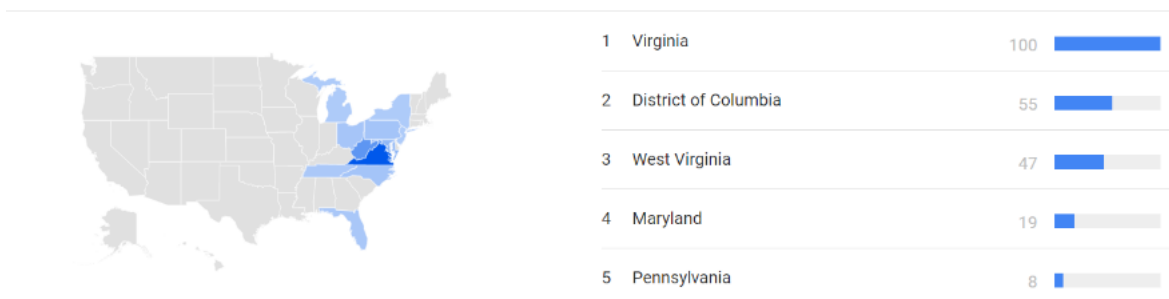 1 Virginia 100
2 District of Columbia 55
3 West Virginia 47
4 Maryland 19
5 Pennsylvania 8